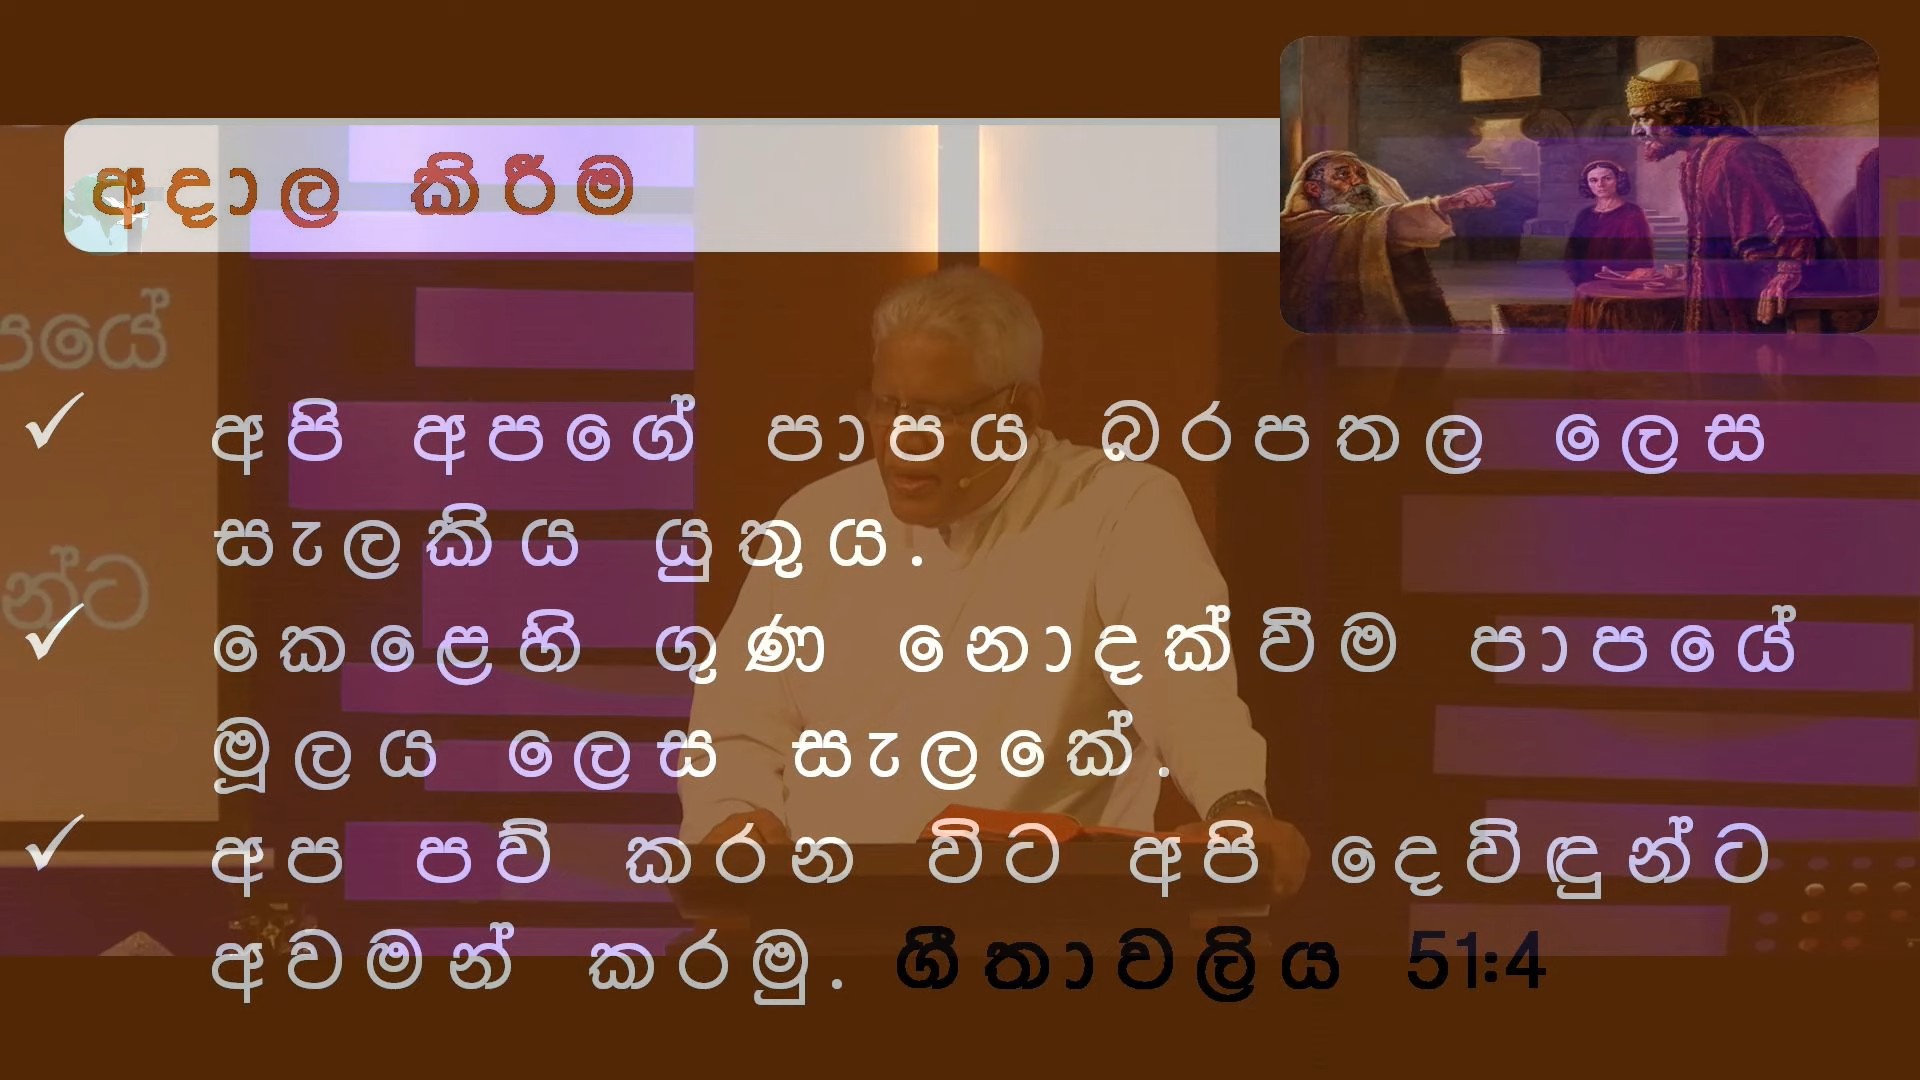 අදාල කිරීම
පයේ
න්ට
අපි අපගේ පාපය බරපතල ලෙස
සැලකිය යුතුය.
කෙළෙහි ගුණ නොදක්වීම පාපයේ
මූලය ලෙස සැලකේ.
අප පව් කරන විට අපි දෙවිඳුන්ට
අවමන් කරමු. ගීතාවලිය 51:4